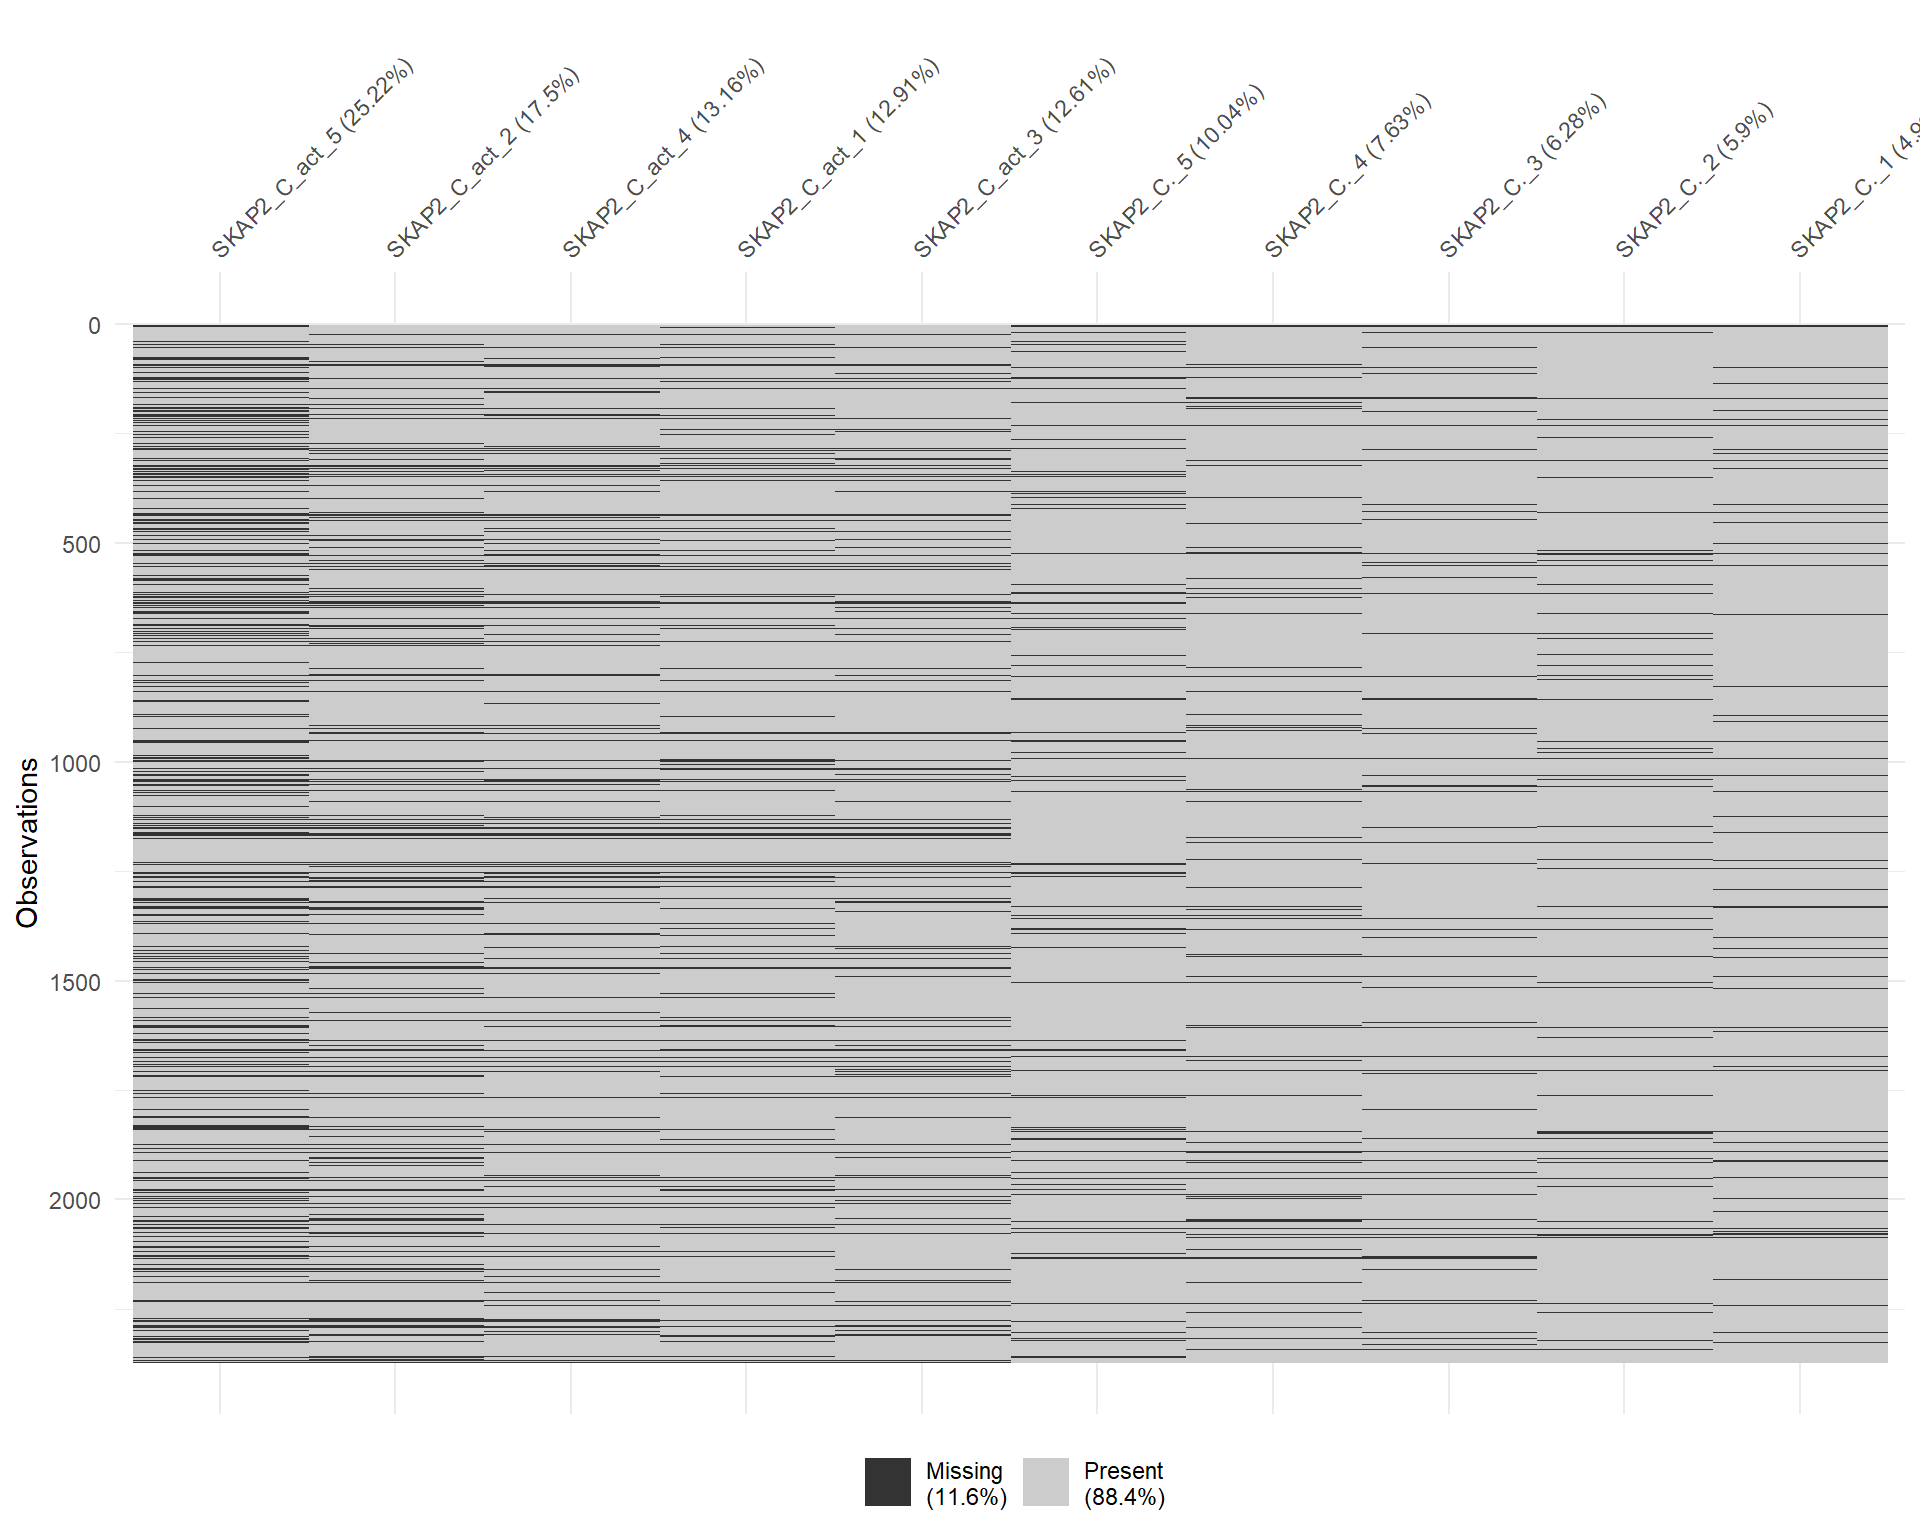 SKAP2_C_act_5 (25.22%)
SKAP2_C_act_2 (17.5%)
SKAP2_C_act_4 (13.16%)
SKAP2_C_act_1 (12.91%)
SKAP2_C_act_3 (12.61%)
SKAP2_C._5 (10.04%)
SKAP2_C._4 (7.63%)
SKAP2_C._3 (6.28%)
SKAP2_C._2 (5.9%)
SKAP2_C._1 (4.9
0
500
1000
1500
2000
Observations
Missing
(11.6%)
Present
(88.4%)